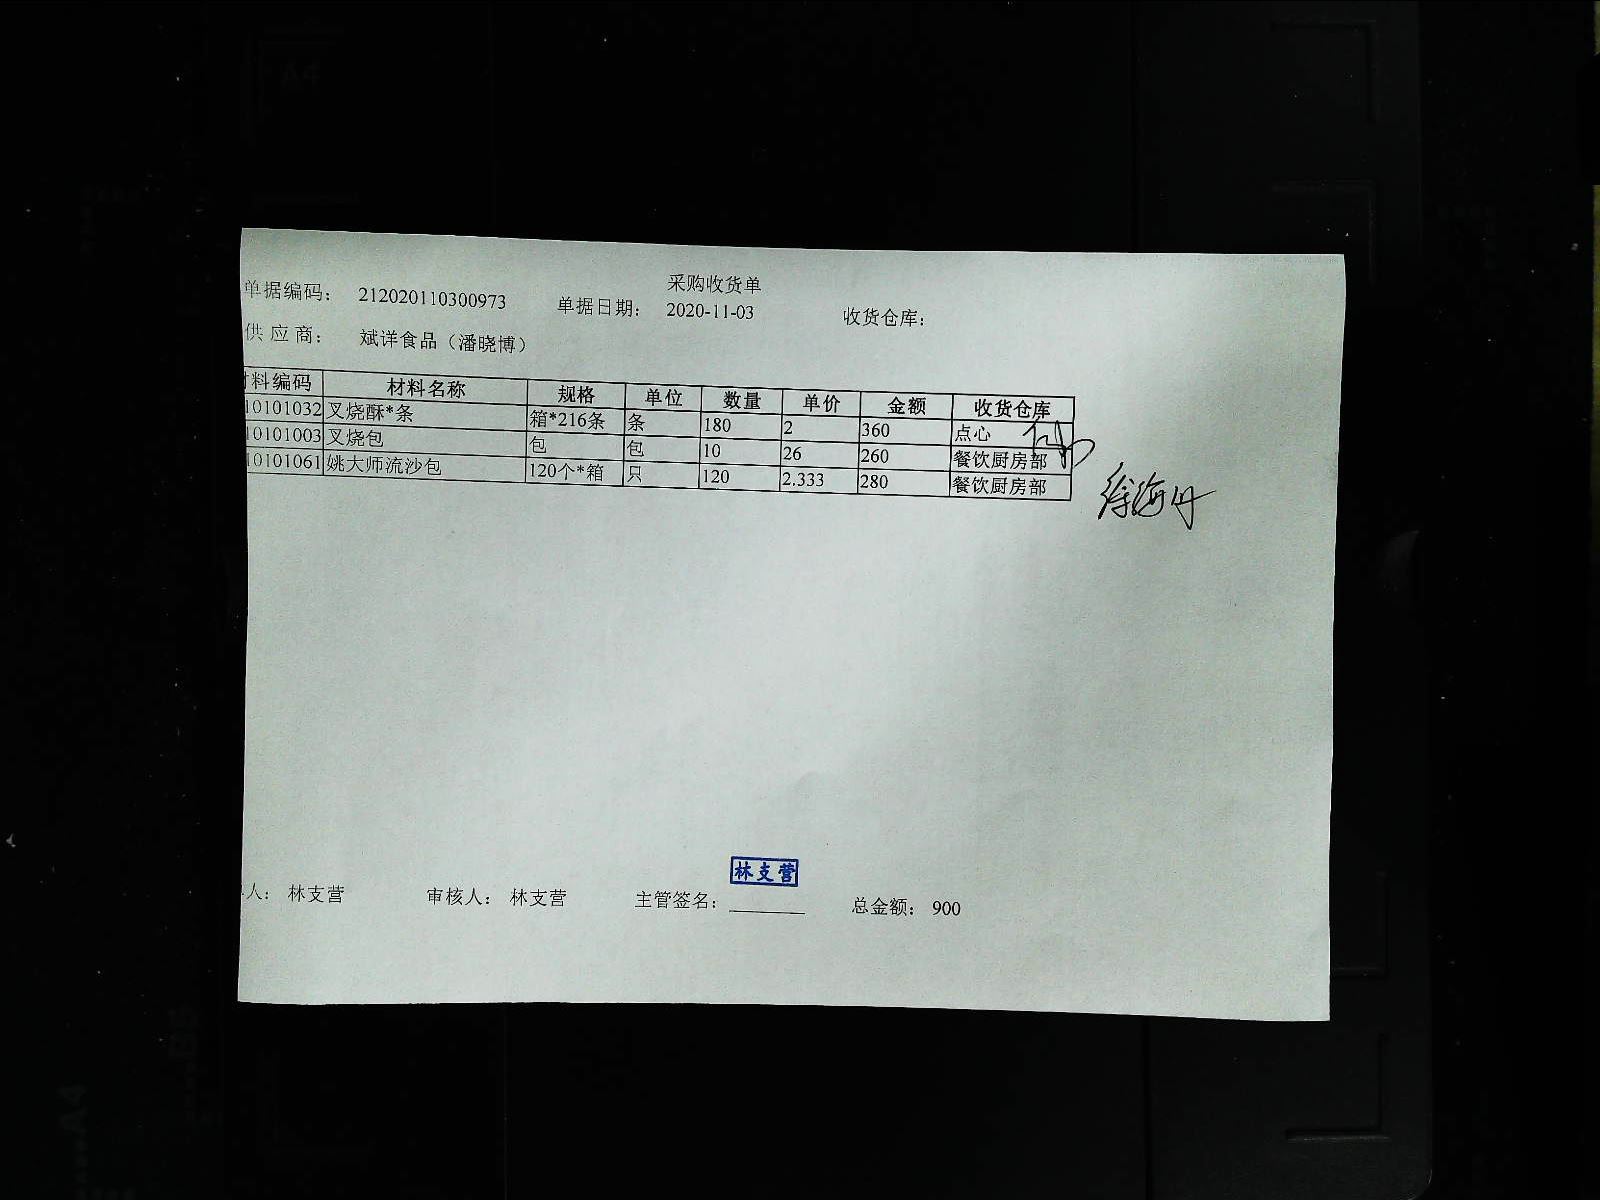 采购收货单
单据编码： 212020110300973 单据日期： 2020-11-03 收货仓库：
供 应 商： 斌洋食品（潘晓博）
材料编码 材料名称 规格 单位 数量 单价 金额 收货仓库
10101032 叉烧酥*条 箱*216条 条 180 2 360 点心
10101003 叉烧包 包 包 10 26 260 餐饮厨房部
10101061 姚大师流沙包 120个*箱 只 120 2.333 280 餐饮厨房部
林支营
人： 林支营 审核人： 林支营 主管签名： 总金额： 900